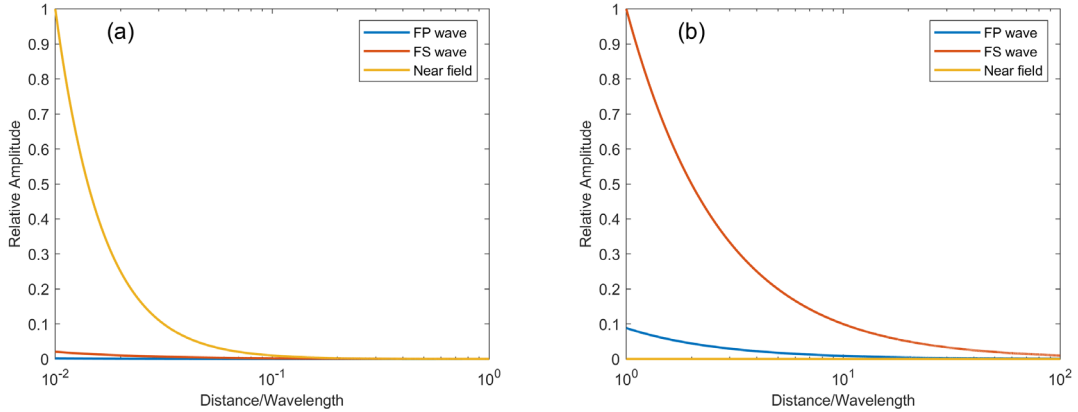 (a)
FP wave
FS wave
Near field
Relative Amplitude
1
0.9
0.8
0.7
0.6
0.5
0.4
0.3
0.2
0.1
0
10^-2
10^-1
10^0
Distance/Wavelength
(b)
FP wave
FS wave
Near field
Relative Amplitude
1
0.9
0.8
0.7
0.6
0.5
0.4
0.3
0.2
0.1
0
10^0
10^1
10^2
Distance/Wavelength